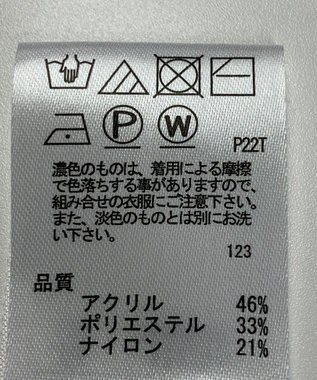 P W
P22T
濃色のものは、着用による摩擦
で色落ちする事がありますので、
組み合せの衣服にご注意下さい。
また、淡色のものとは別にお洗
い下さい。
123
品質
アクリル 46%
ポリエステル 33%
ナイロン 21%